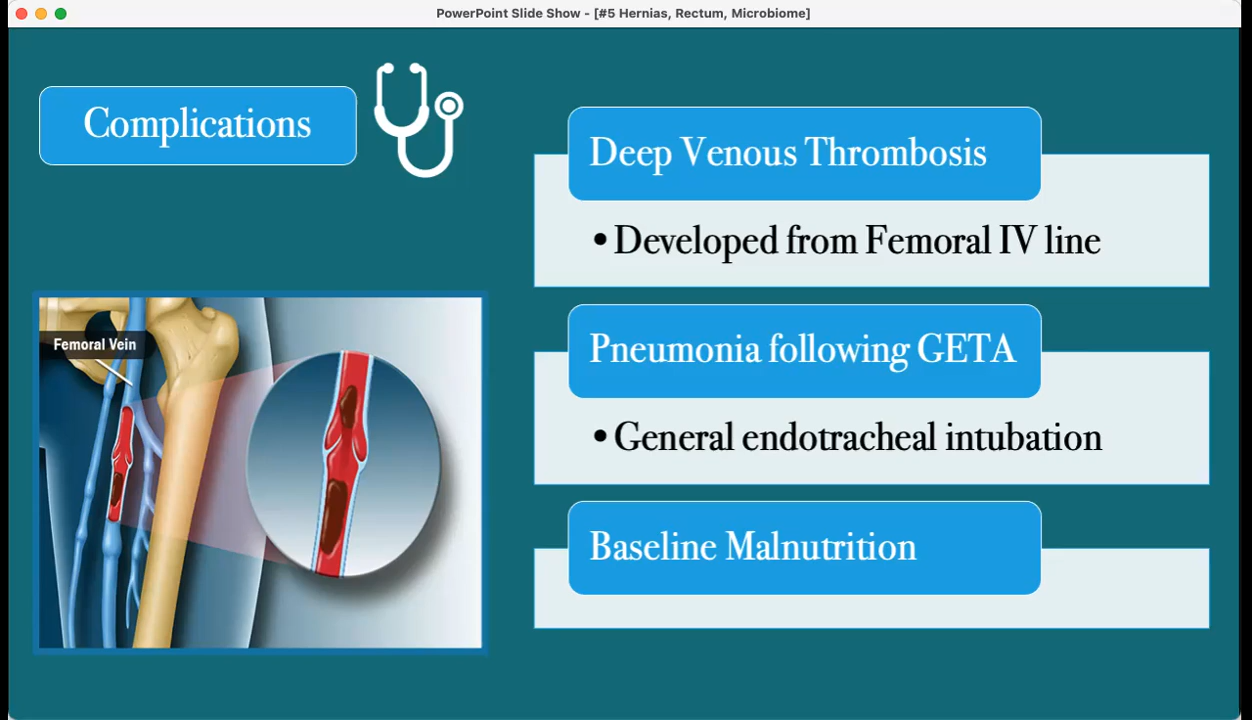 PowerPoint Slide Show - [#5 Hernias, Rectum, Microbiome]
Complications
Femoral Vein
Deep Venous Thrombosis
• Developed from Femoral IV line
Pneumonia following GETA
• General endotracheal intubation
Baseline Malnutrition